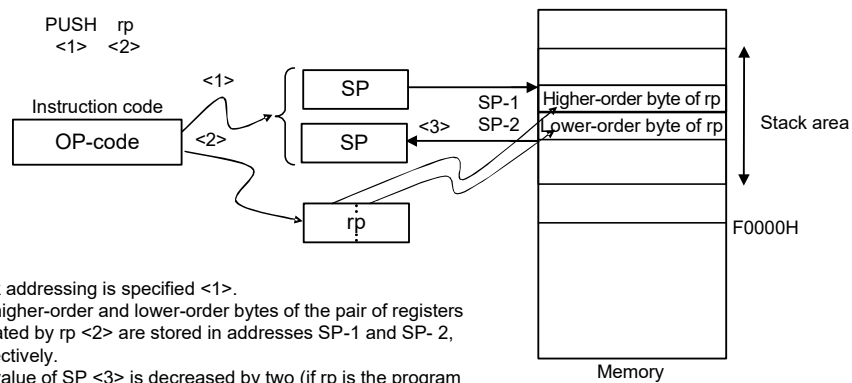 PUSH rp
<1> <2>
<1>
SP
Instruction code
OP-code
<2>
SP
<3>
SP-1
SP-2
Higher-order byte of rp
Lower-order byte of rp
Stack area
rp
F0000H
addressing is specified <1>.
higher-order and lower-order bytes of the pair of registers
by rp <2> are stored in addresses SP-1 and SP- 2,
value of SP <3> is decreased by two (if rp is the program
Memory